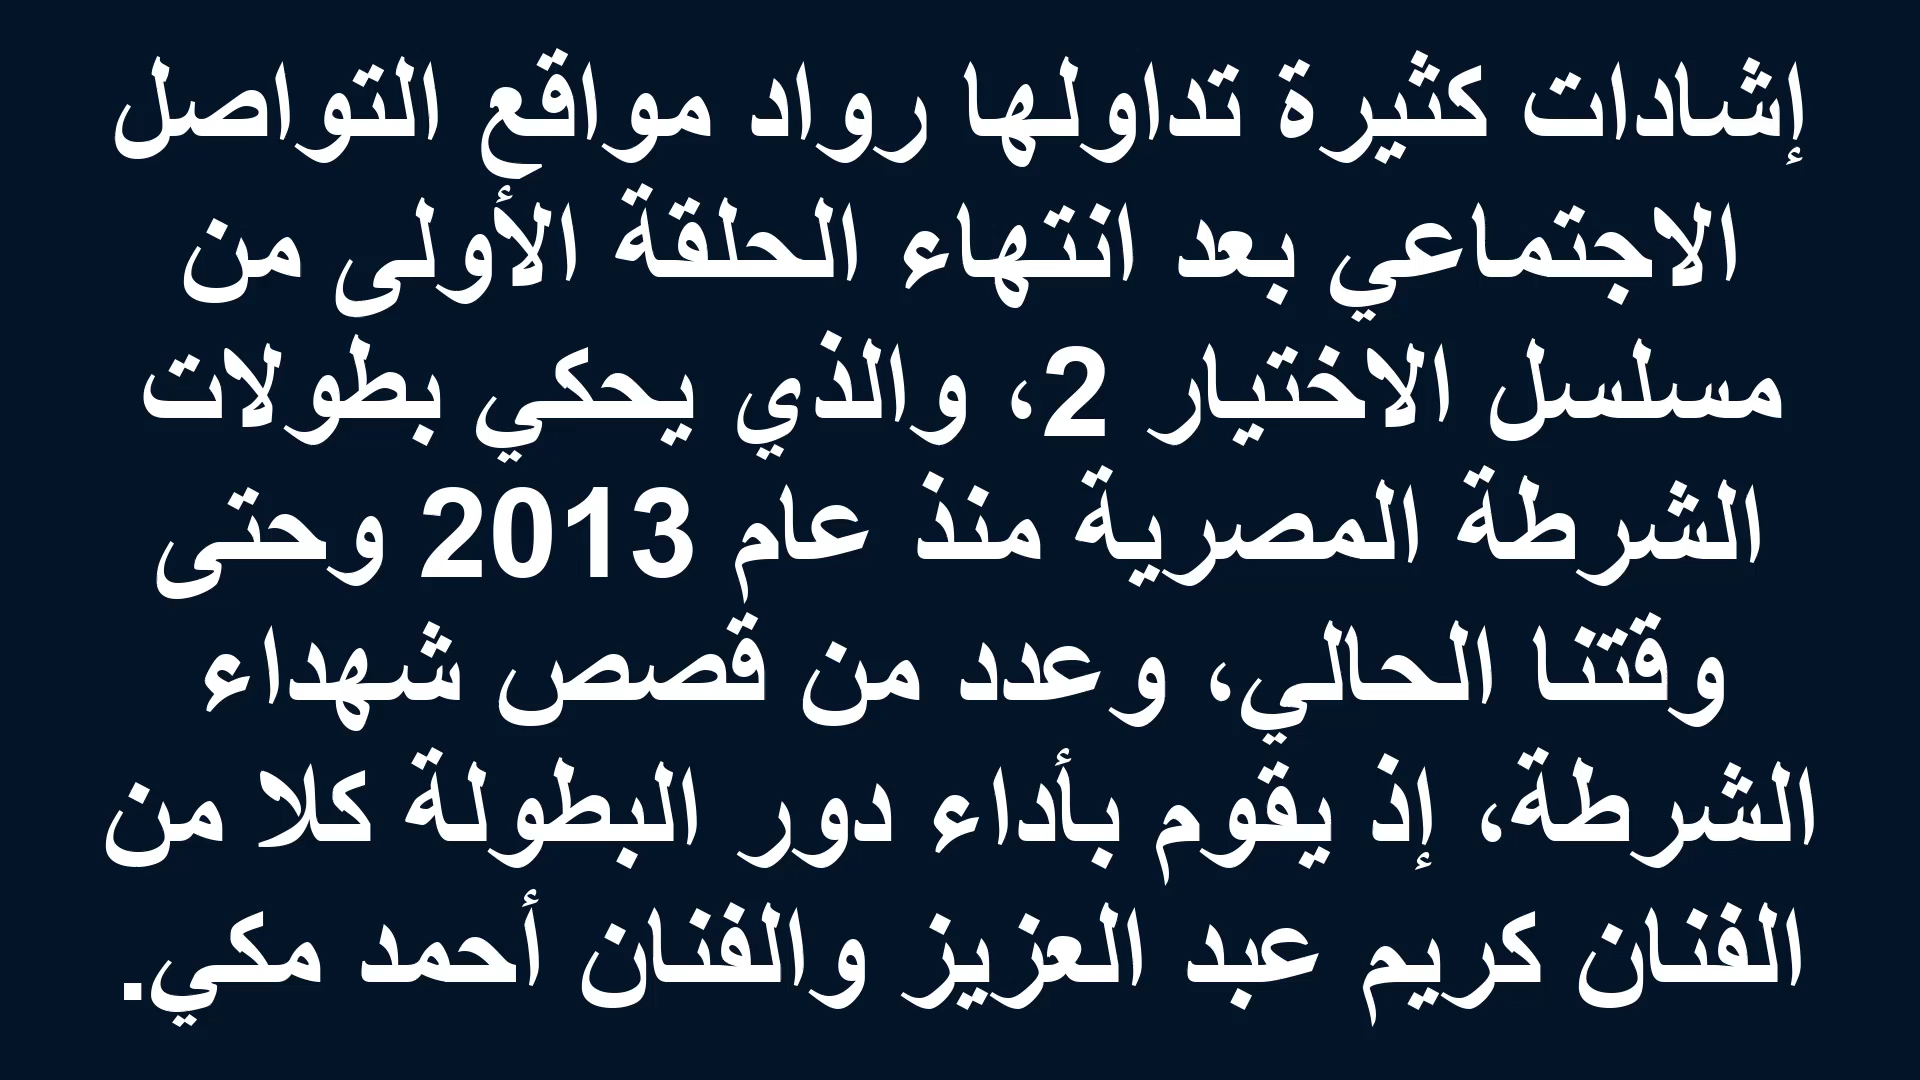 إشادات كثيرة تداولها رواد مواقع التواصل
الاجتماعي بعد انتهاء الحلقة الأولى من
مسلسل الاختيار 2، والذي يحكي بطولات
الشرطة المصرية منذ عام 2013 وحتى
وقتنا الحالي، وعدد من قصص شهداء
الشرطة، إذ يقوم بأداء دور البطولة كلا من
الفنان كريم عبد العزيز والفنان أحمد مكي.